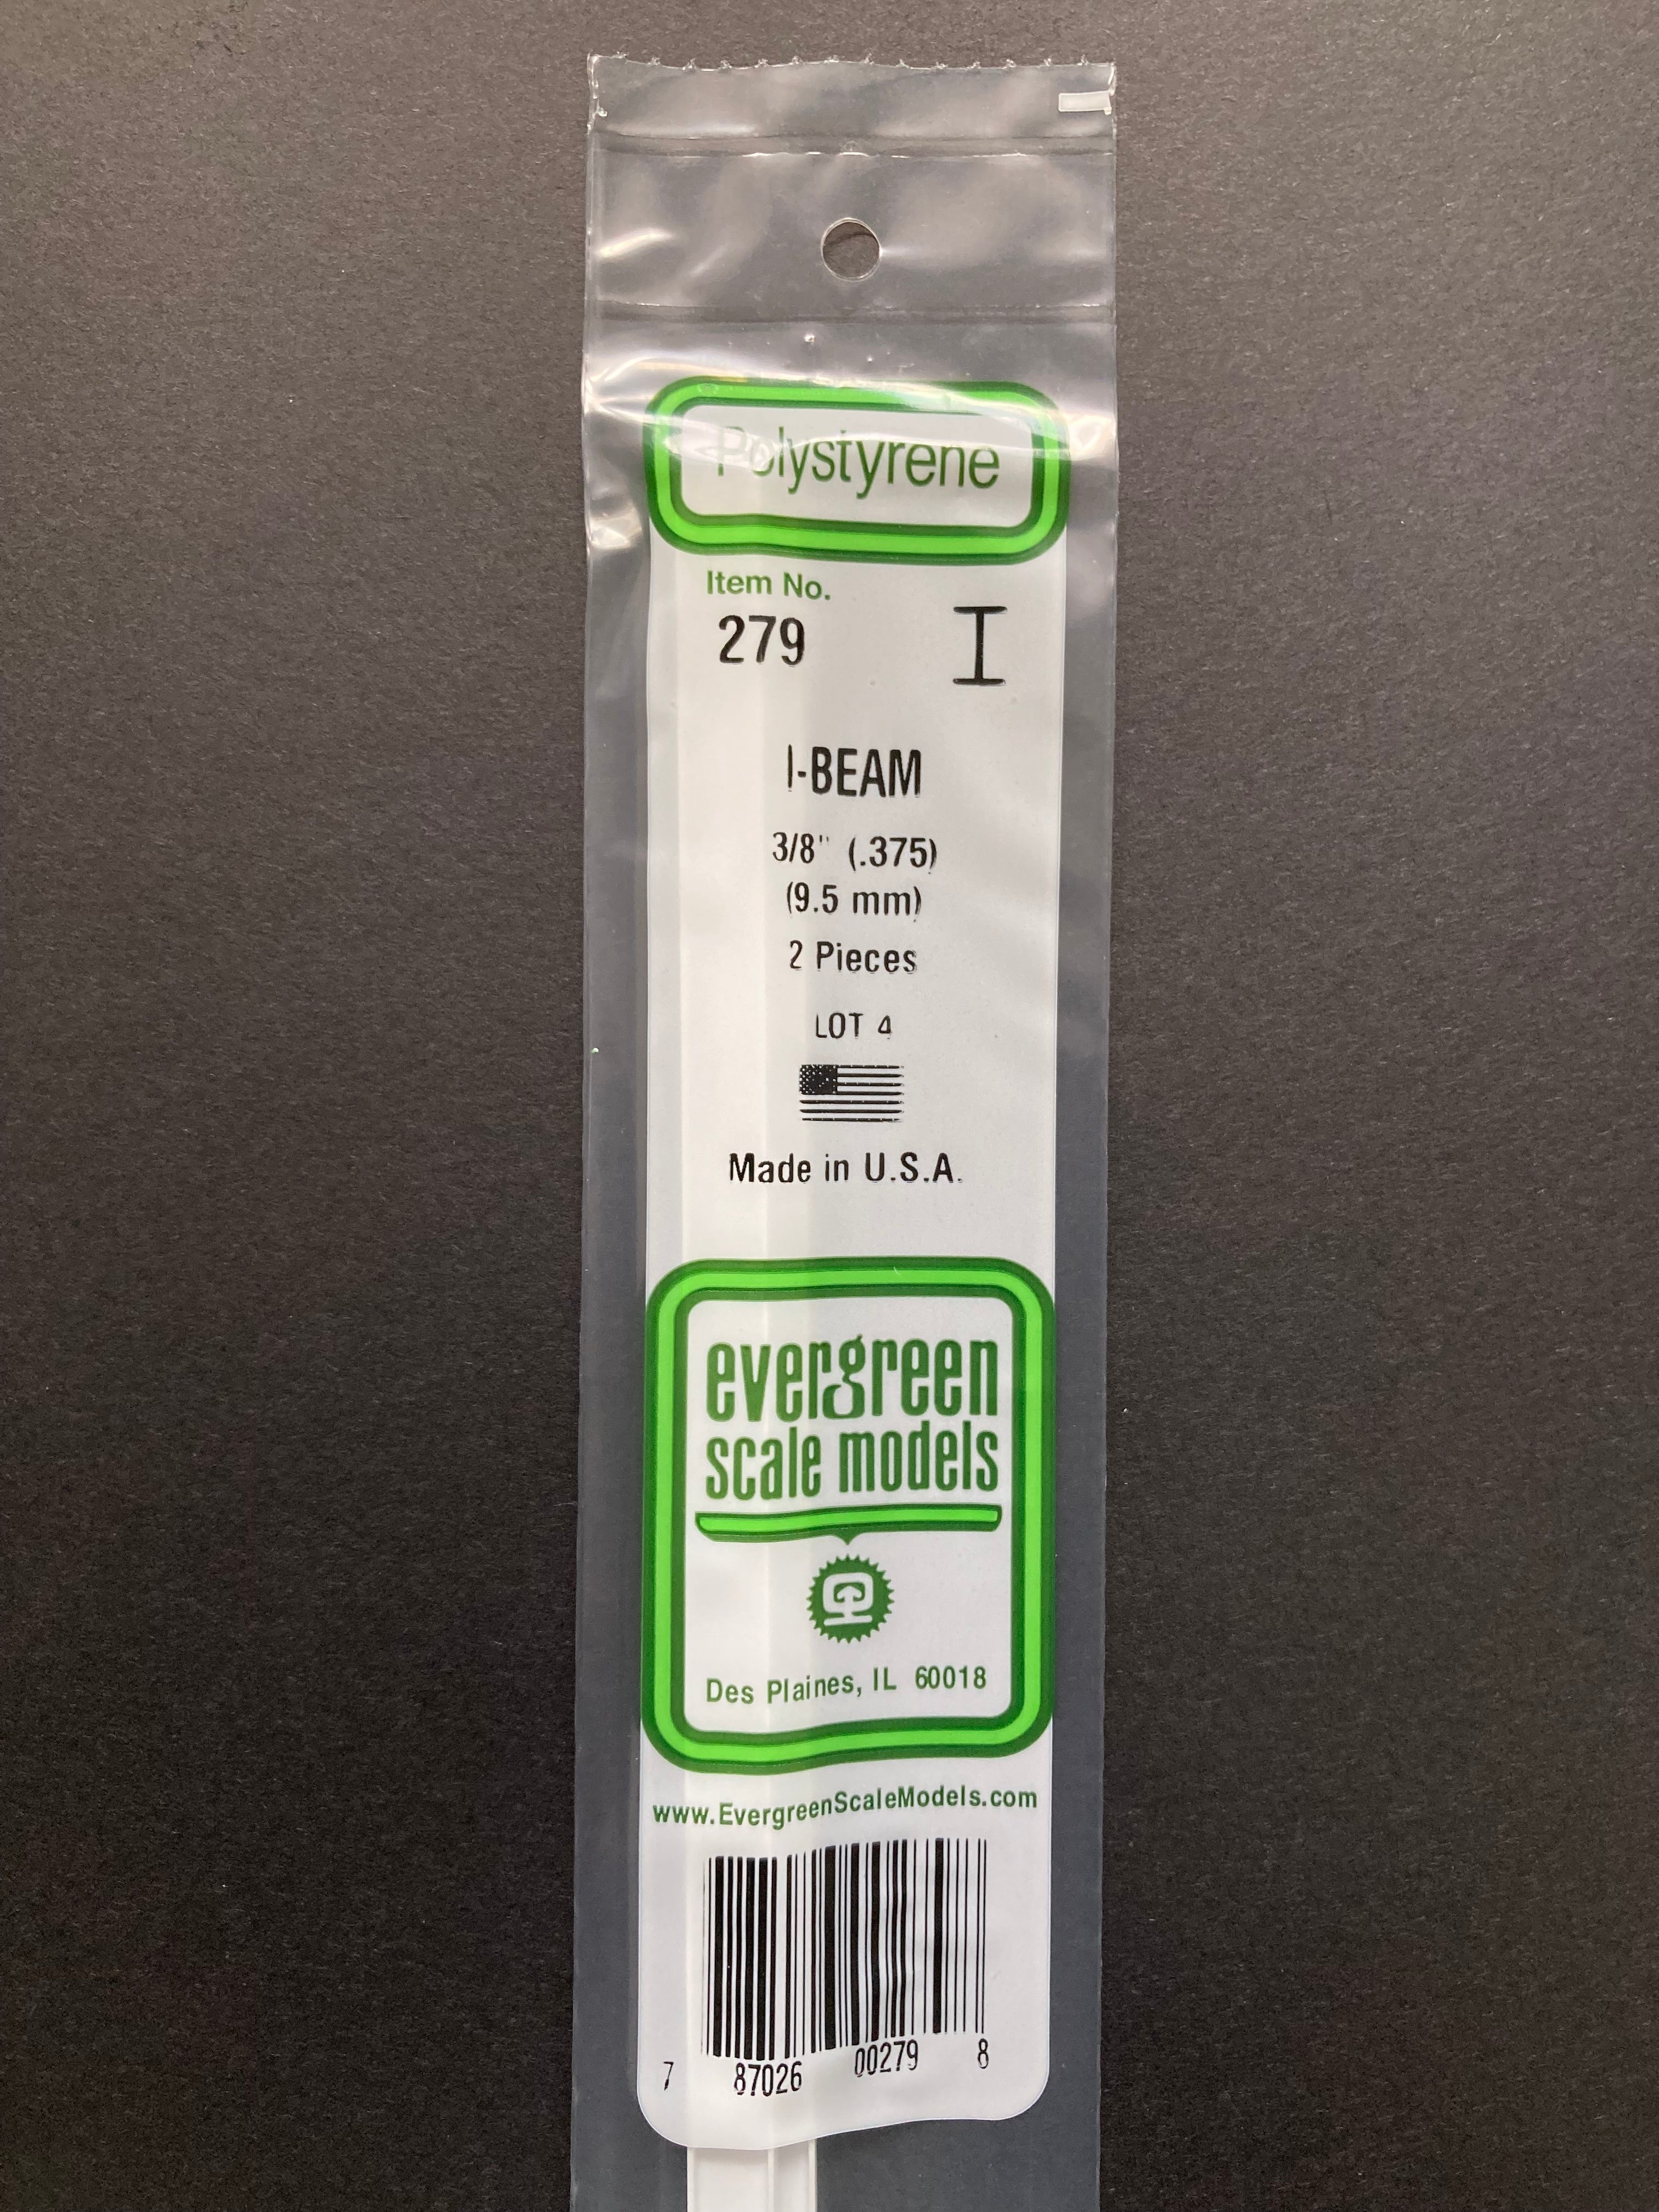 Polystyrene
Item No.
279
I-BEAM
3/8" (.375)
(9.5 mm)
2 Pieces
LOT 4
Made in U.S.A.
evergreen
scale models
Des Plaines, IL 60018
www.EvergreenScaleModels.com
7 87026 00279 8